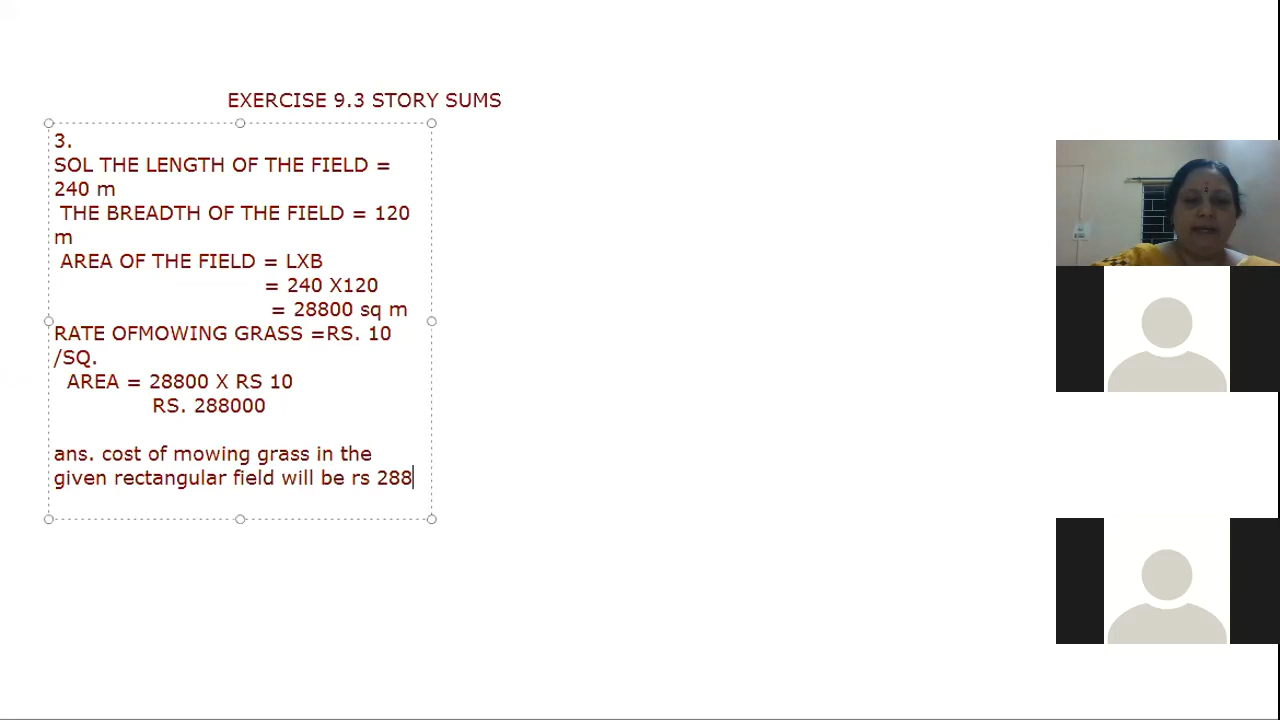 EXERCISE 9.3 STORY SUMS
3.
SOL THE LENGTH OF THE FIELD =
240 m
THE BREADTH OF THE FIELD = 120
m
AREA OF THE FIELD = LXB
= 240 X120
= 28800 sq m
RATE OFMOWING GRASS =RS. 10
/SQ.
AREA = 28800 X RS 10
RS. 288000
ans. cost of mowing grass in the
given rectangular field will be rs 288